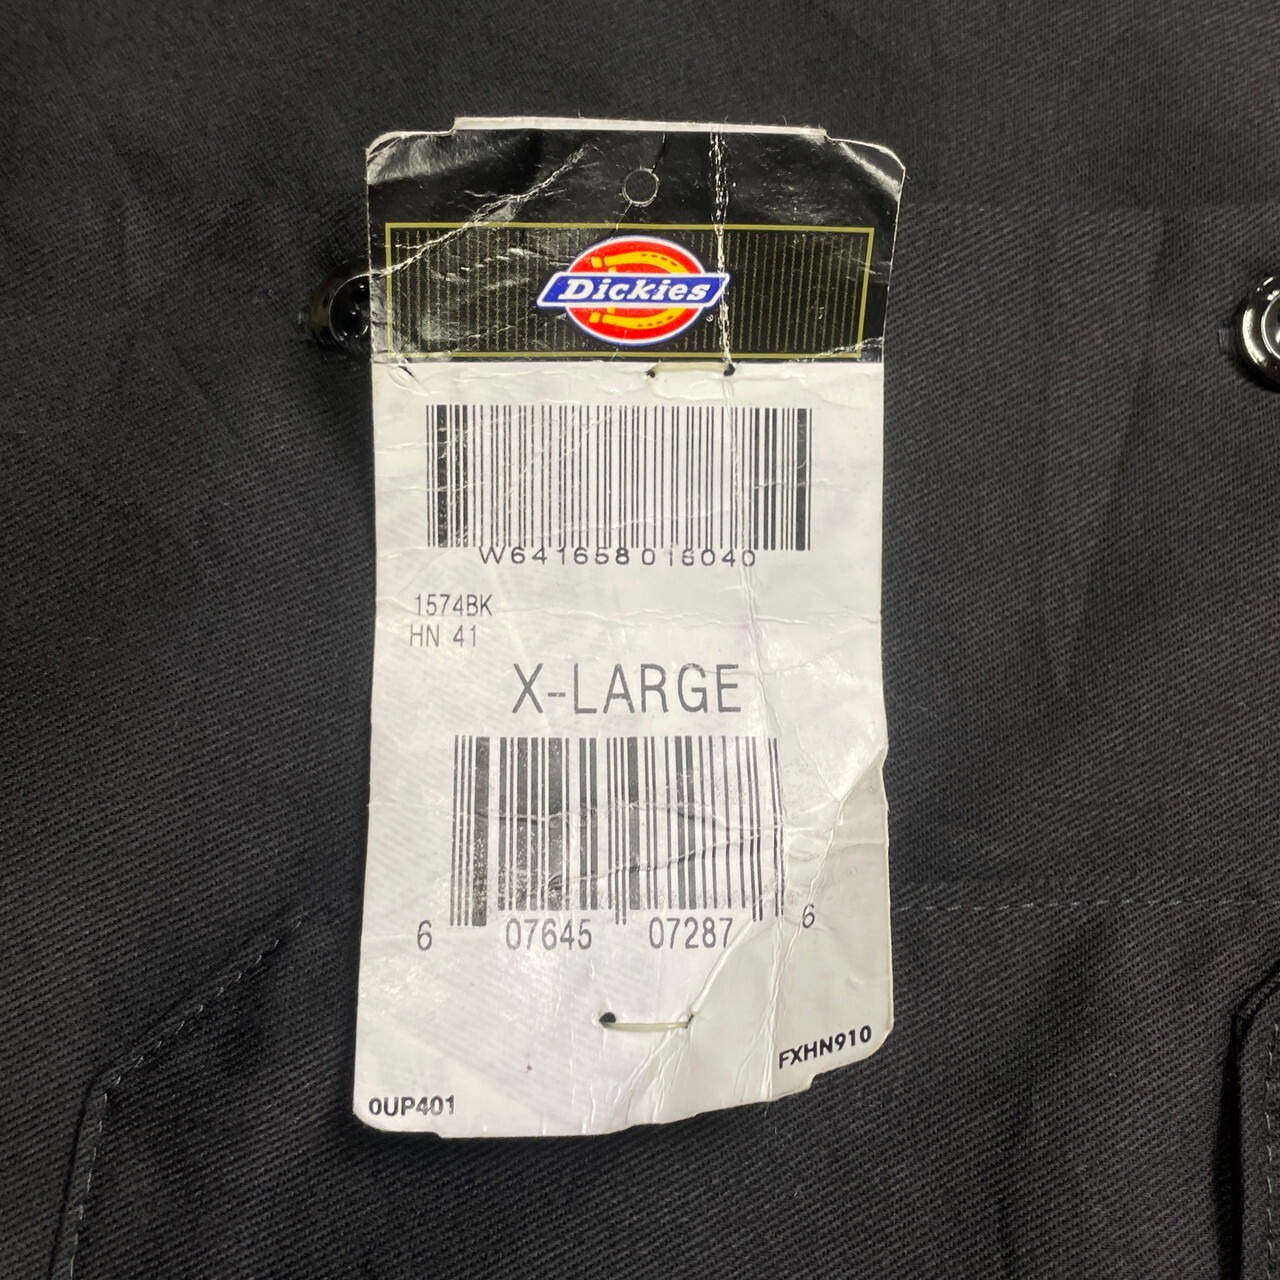 Dickies
W641658016040
1574BK
HN 41
X-LARGE
6 07645 07287 6
FXHN910
0UP401